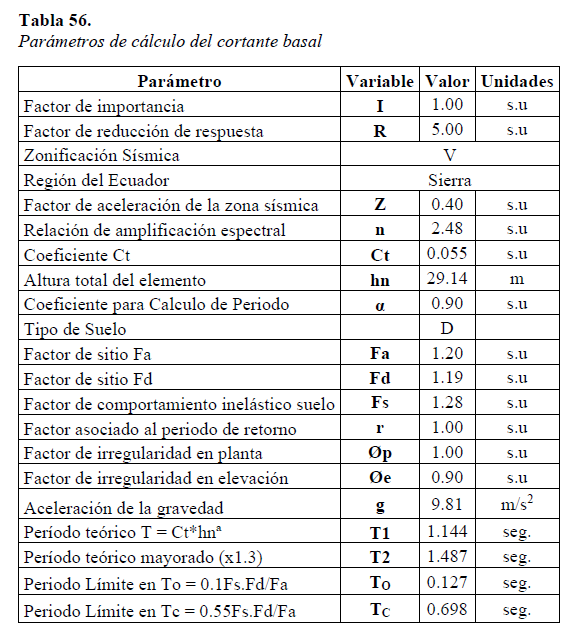 Tabla 56.
Parámetros de cálculo del cortante basal
Parámetro Variable Valor Unidades
Factor de importancia I 1.00 s.u
Factor de reducción de respuesta R 5.00 s.u
Zonificación Sísmica V
Región del Ecuador Sierra
Factor de aceleración de la zona sísmica Z 0.40 s.u
Relación de amplificación espectral n 2.48 s.u
Coeficiente Ct Ct 0.055 s.u
Altura total del elemento hn 29.14 m
Coeficiente para Calculo de Periodo α 0.90 s.u
Tipo de Suelo D
Factor de sitio Fa Fa 1.20 s.u
Factor de sitio Fd Fd 1.19 s.u
Factor de comportamiento inelástico suelo Fs 1.28 s.u
Factor asociado al periodo de retorno r 1.00 s.u
Factor de irregularidad en planta Øp 1.00 s.u
Factor de irregularidad en elevación Øe 0.90 s.u
Aceleración de la gravedad g 9.81 m/s²
Período teórico T = Ct*hnª T1 1.144 seg.
Período teórico mayorado (x1.3) T2 1.487 seg.
Periodo Límite en To = 0.1Fs.Fd/Fa To 0.127 seg.
Periodo Límite en Tc = 0.55Fs.Fd/Fa Tc 0.698 seg.